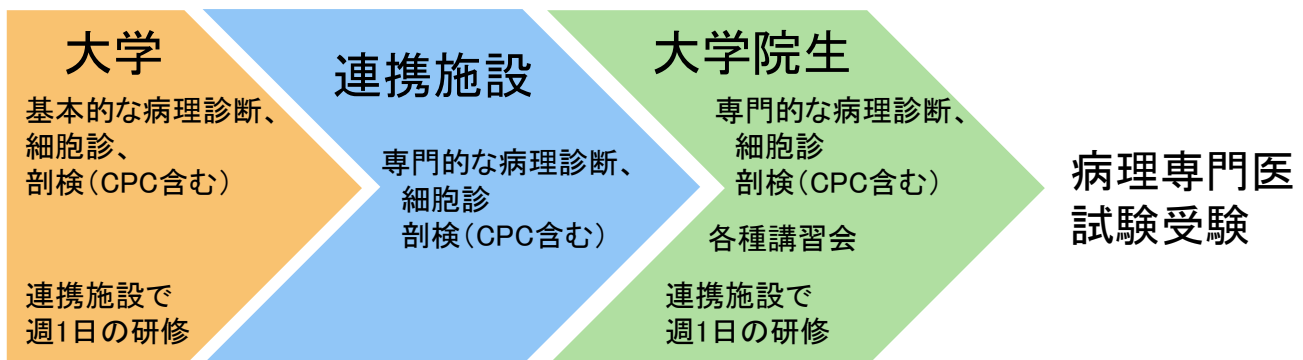 大学
基本的な病理診断、
細胞診、
剖検(CPC含む)
連携施設で
週1日の研修
連携施設
専門的な病理診断、
細胞診
剖検(CPC含む)
大学院生
専門的な病理診断、
細胞診
剖検(CPC含む)
各種講習会
連携施設で
週1日の研修
病理専門医
試験受験